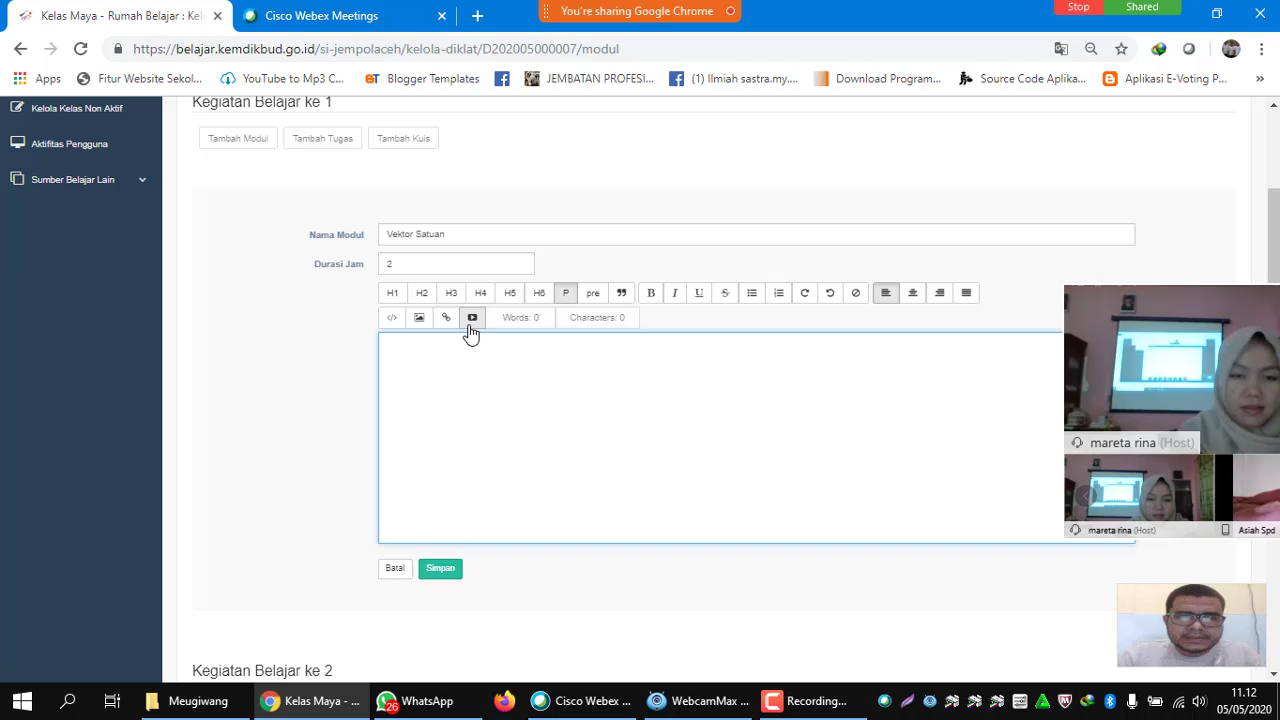 Kelas Maya - Rumah Belajar : Kel
Cisco Webex Meetings
You're sharing Google Chrome
Stop
Shared
https://belajar.kemdikbud.go.id/si-jempolaceh/kelola-diklat/D202005000007/modul
Apps
Fitur Website Sekol...
YouTube to Mp3 C...
Blogger Templates
JEMBATAN PROFESI...
(1) Ilmiah sastra.my...
Download Program...
Source Code Aplika...
Aplikasi E-Voting P...
»
Kelola Kelas Non Aktif
Aktifitas Pengguna
Sumber Belajar Lain
Kegiatan Belajar ke 1
Tambah Modul
Tambah Tugas
Tambah Kuis
Nama Modul
Vektor Satuan
Durasi Jam
2
H1 H2 H3 H4 H5 H6 P pre B I U S
</> Words: 0 Characters: 0
Batal
Simpan
Kegiatan Belajar ke 2
mareta rina (Host)
mareta rina (Host)
Asiah Spd
Meugiwang
Kelas Maya - ...
26
WhatsApp
Cisco Webex ...
WebcamMax ...
Recording...
11.12
05/05/2020